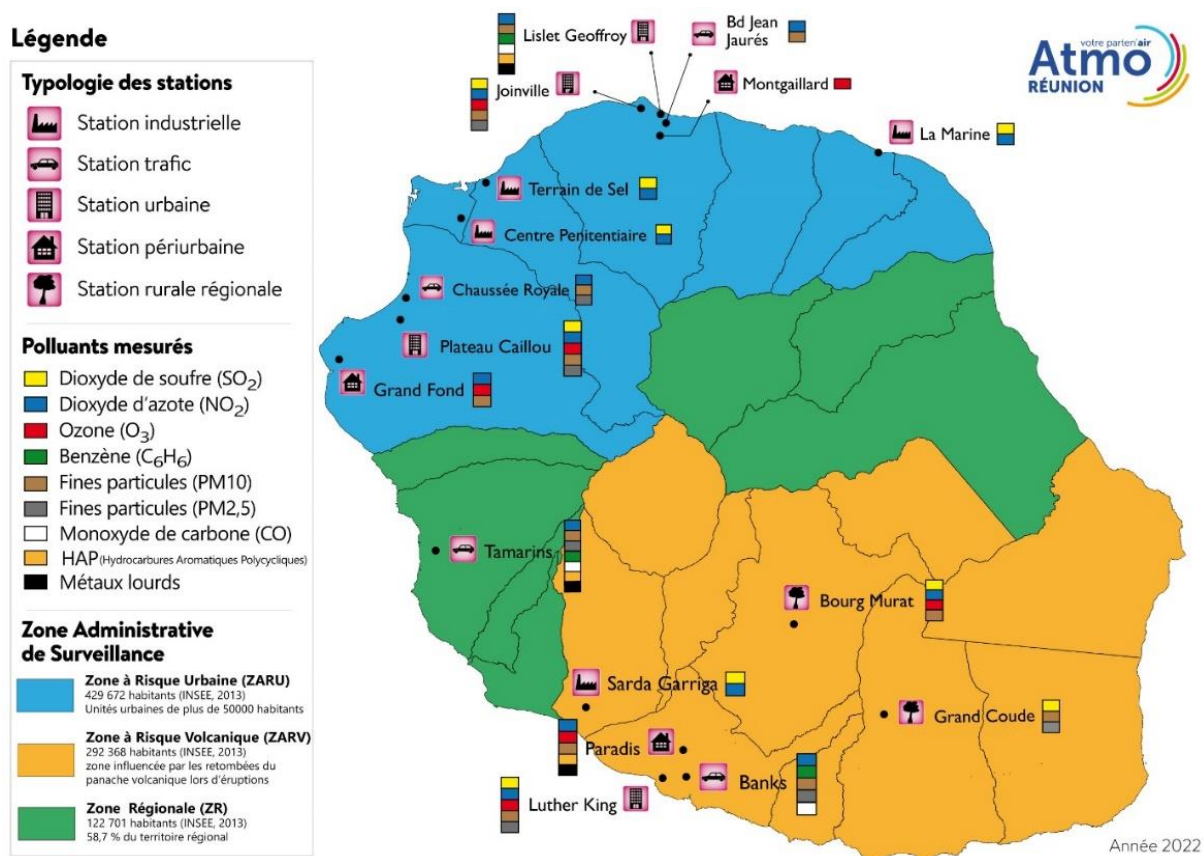 Légende
Typologie des stations
Station industrielle
Station trafic
Station urbaine
Station périurbaine
Station rurale régionale
Polluants mesurés
Dioxyde de soufre (SO2)
Dioxyde d'azote (NO2)
Ozone (O3)
Benzène (C6H6)
Fines particules (PM10)
Fines particules (PM2,5)
Monoxyde de carbone (CO)
HAP (Hydrocarbures Aromatiques Polycycliques)
Métaux lourds
Zone Administrative
de Surveillance
Zone à Risque Urbaine (ZARU)
429 672 habitants (INSEE, 2013)
Unités urbaines de plus de 50000 habitants
Zone à Risque Volcanique (ZARV)
292 368 habitants (INSEE, 2013)
zone influencée par les retombées du
panache volcanique lors d'éruptions
Zone Régionale (ZR)
122 701 habitants (INSEE, 2013)
58,7 % du territoire régional
Lislet Geoffroy
Bd Jean
Jaurés
Joinville
Montgaillard
La Marine
Terrain de Sel
Centre Penitentiaire
Chaussée Royale
Plateau Caillou
Grand Fond
Tamarins
Bourg Murat
Sarda Garriga
Grand Coude
Paradis
Banks
Luther King
votre parten'air
Atmo
RÉUNION
Année 2022